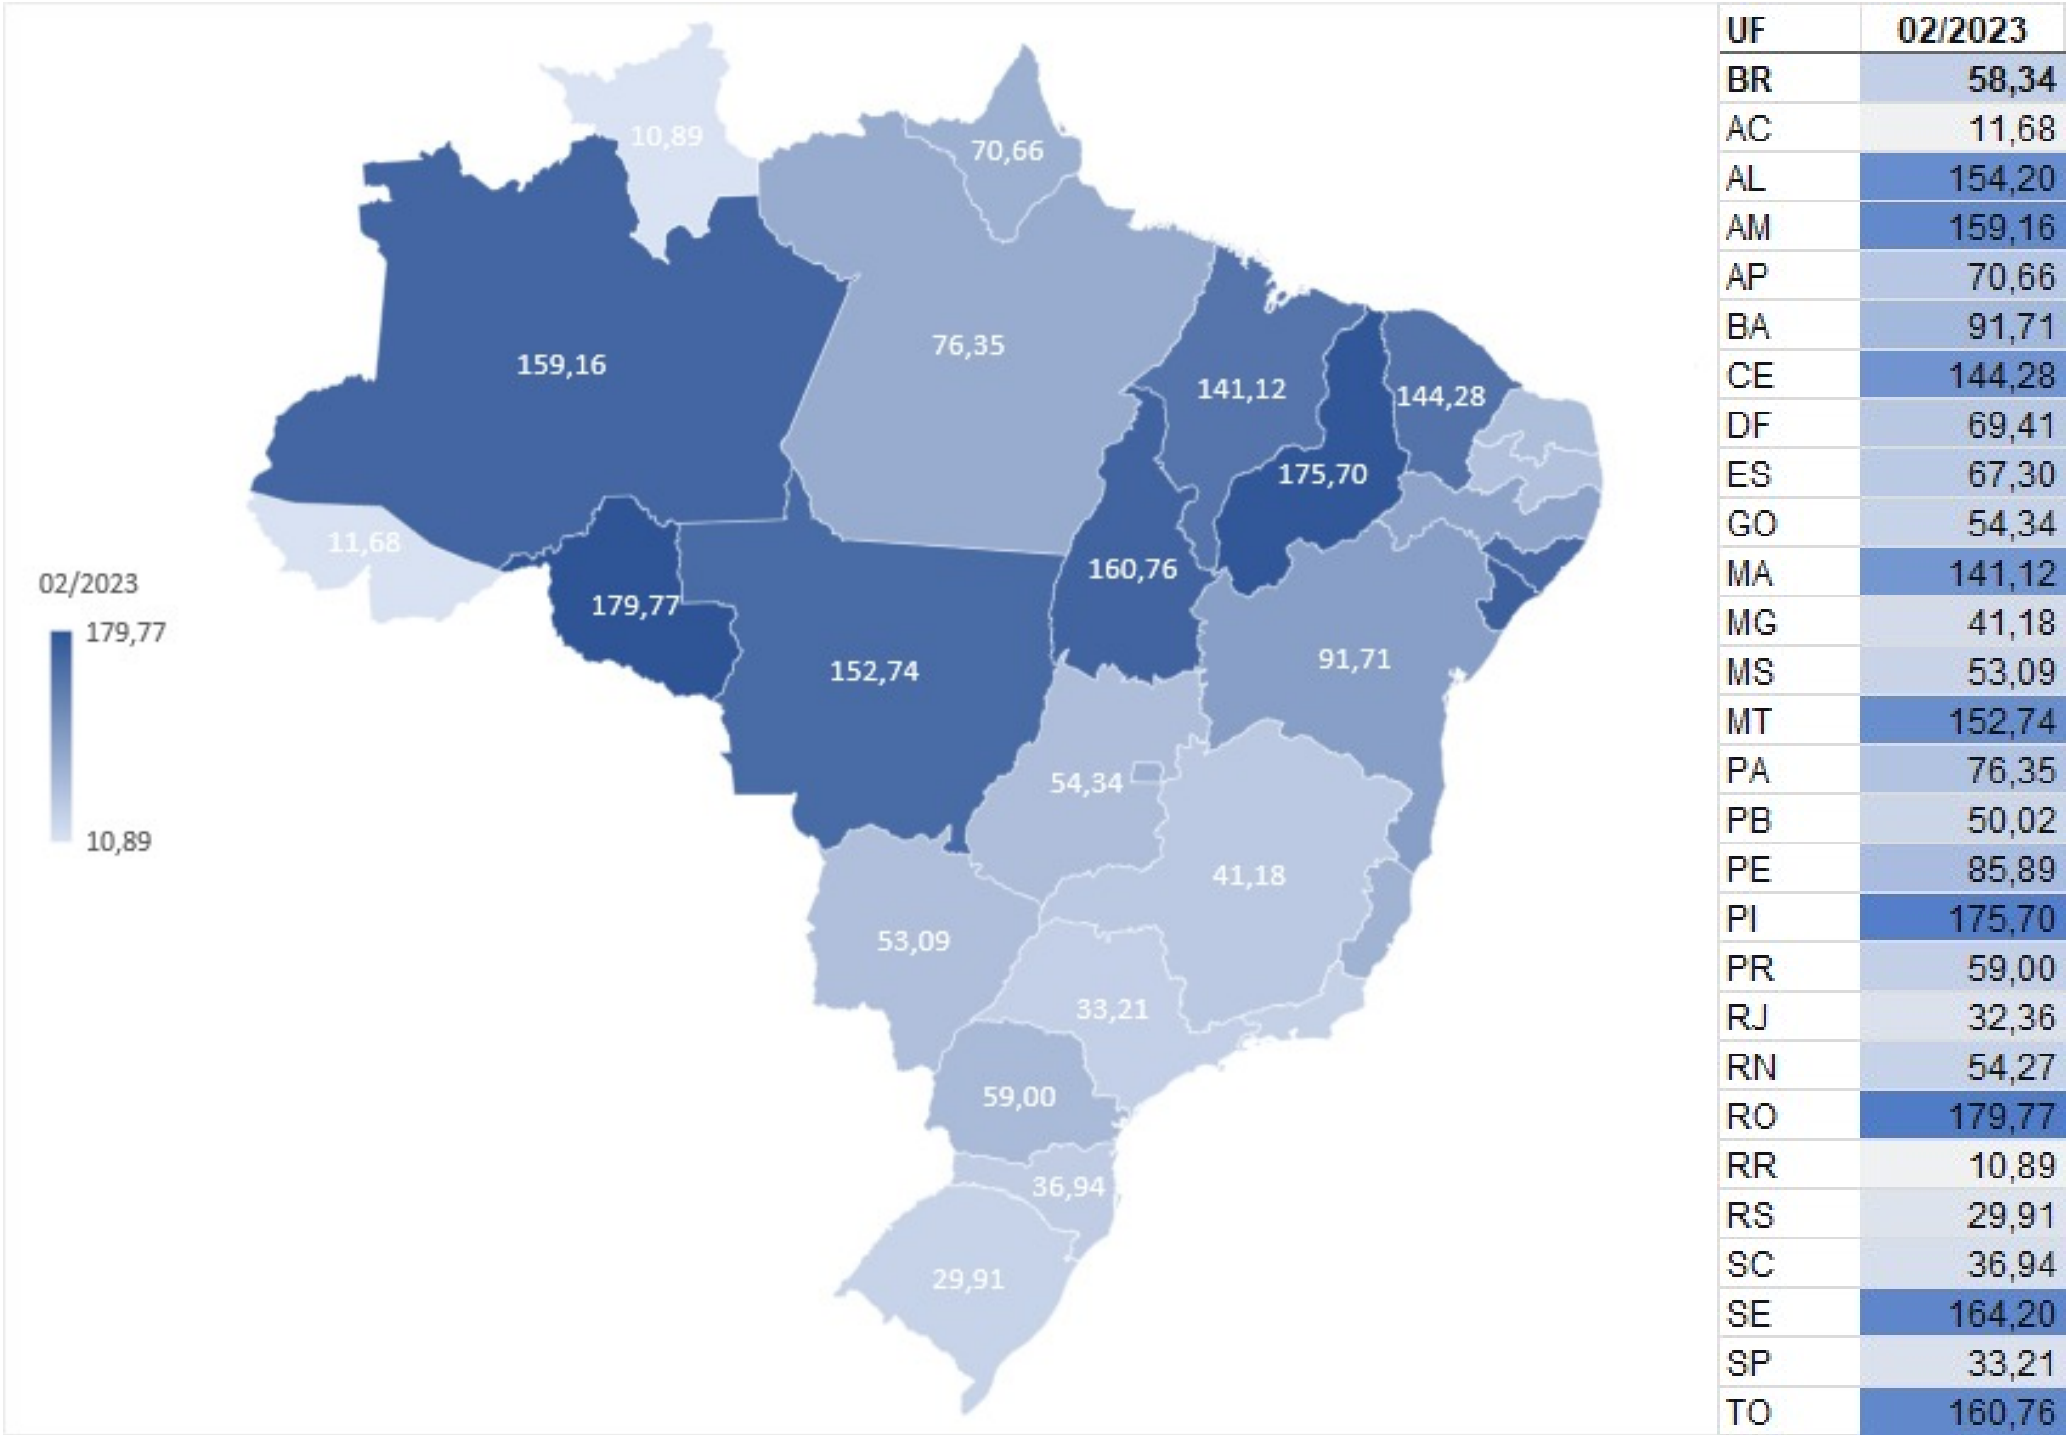 10,89
70,66
159,16
76,35
141,12
144,28
175,70
11,68
160,76
179,77
152,74
91,71
54,34
41,18
53,09
33,21
59,00
36,94
29,91
02/2023
179,77
10,89
UF 02/2023
BR 58,34
AC 11,68
AL 154,20
AM 159,16
AP 70,66
BA 91,71
CE 144,28
DF 69,41
ES 67,30
GO 54,34
MA 141,12
MG 41,18
MS 53,09
MT 152,74
PA 76,35
PB 50,02
PE 85,89
PI 175,70
PR 59,00
RJ 32,36
RN 54,27
RO 179,77
RR 10,89
RS 29,91
SC 36,94
SE 164,20
SP 33,21
TO 160,76